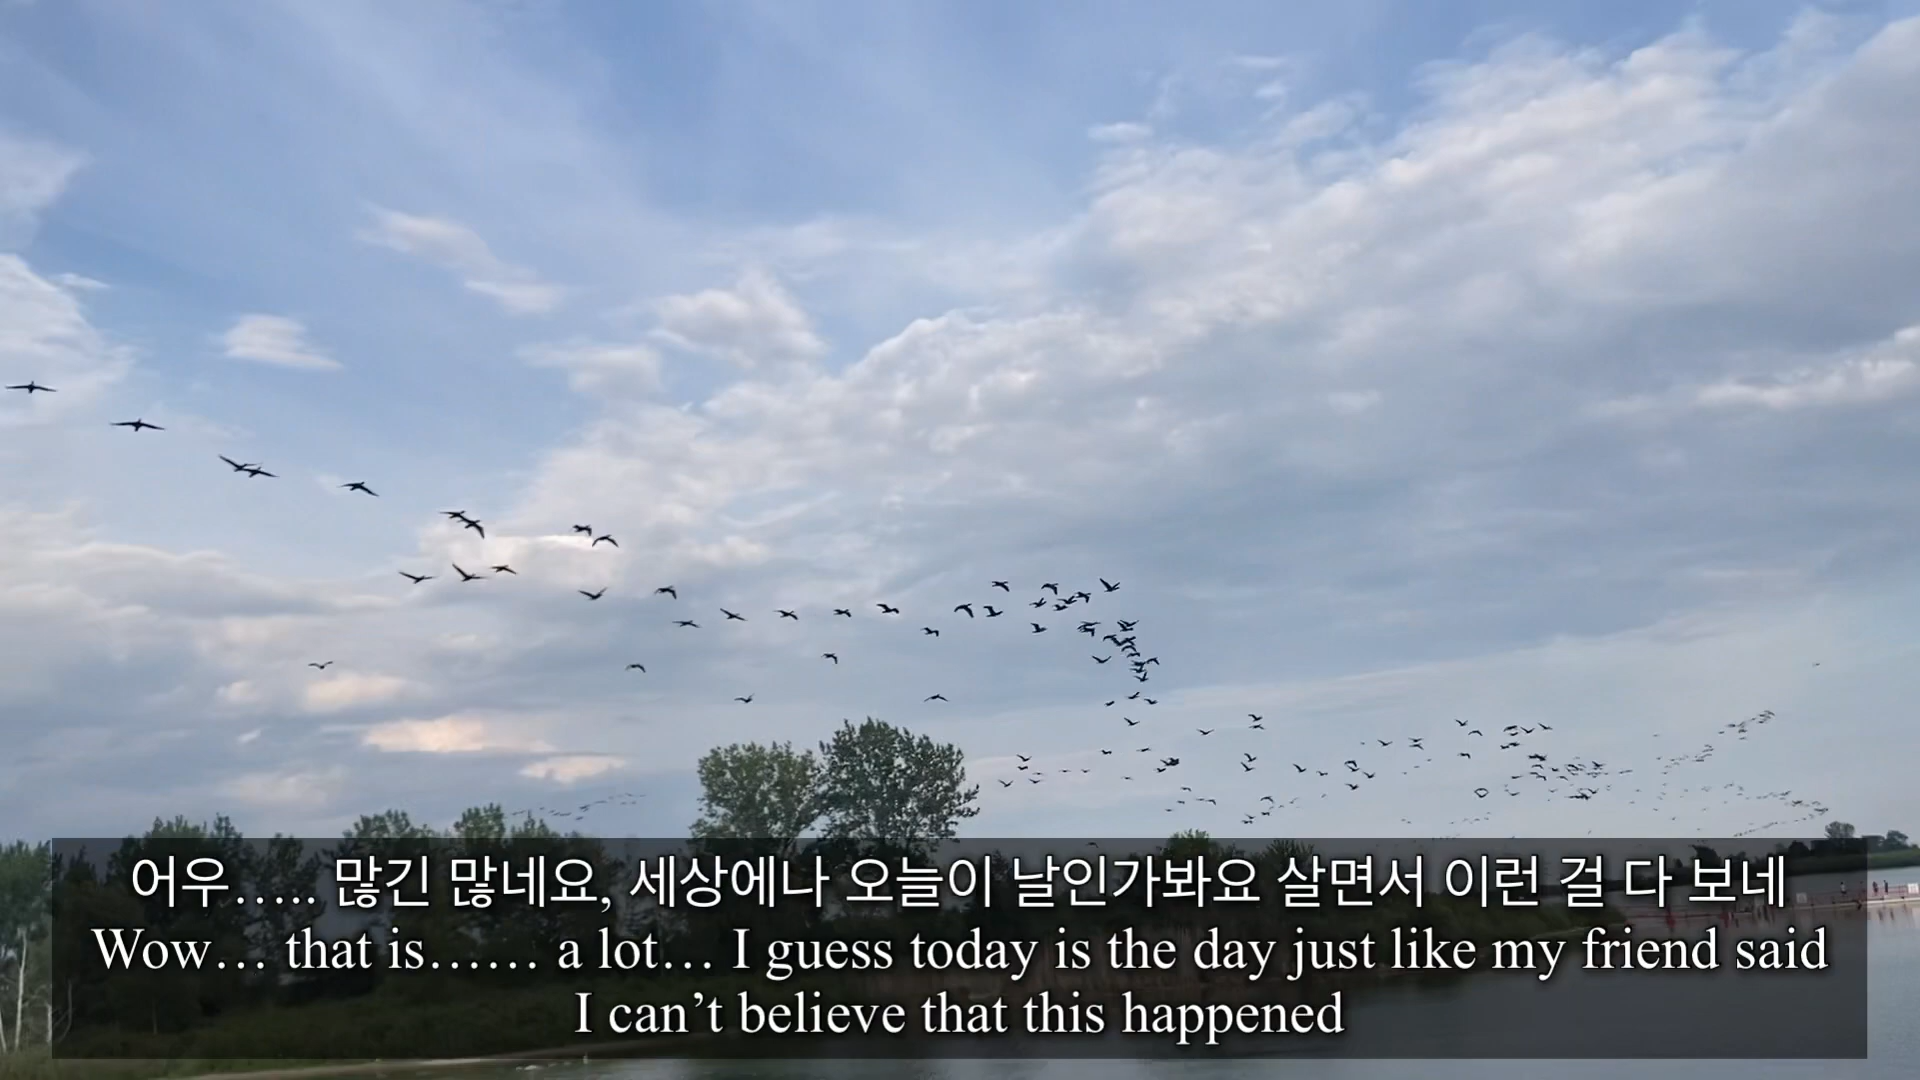 어우….. 많긴 많네요, 세상에나 오늘이 날인가봐요 살면서 이런 걸 다 보네
Wow… that is…… a lot… I guess today is the day just like my friend said
I can’t believe that this happened